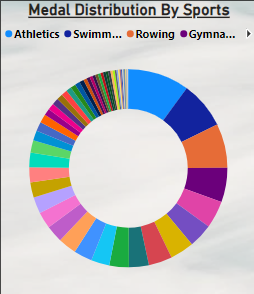 Medal Distribution By Sports
Athletics Swimm... Rowing Gymna...